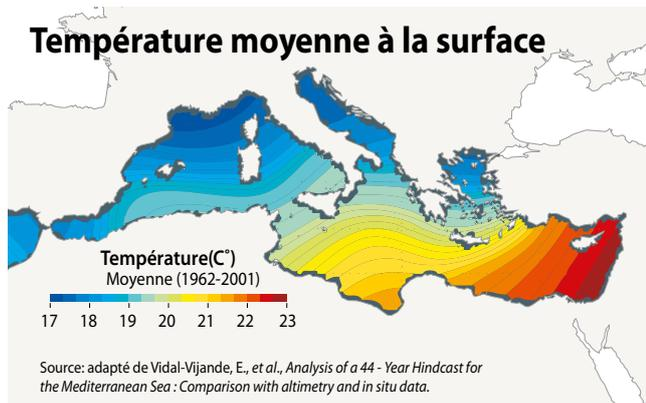 Température moyenne à la surface
Température(C°)
Moyenne (1962-2001)
17 18 19 20 21 22 23
Source: adapté de Vidal-Vijande, E., et al., Analysis of a 44 - Year Hindcast for
the Mediterranean Sea : Comparison with altimetry and in situ data.